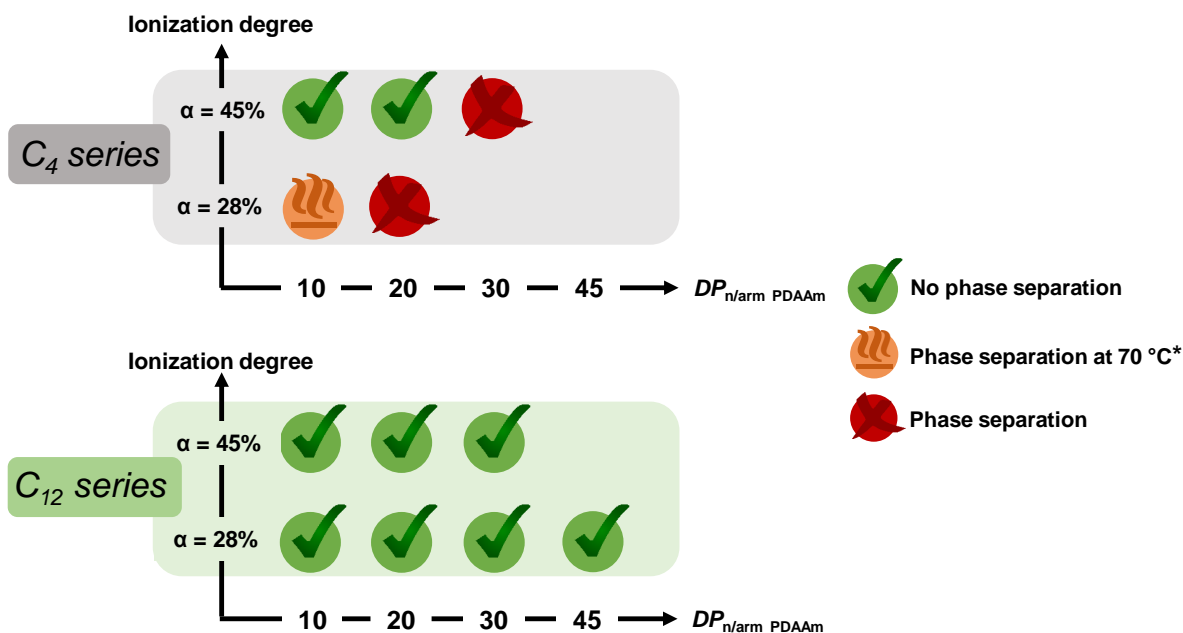 Ionization degree
α = 45%
C4 series
α = 28%
10 20 30 45 DPn/arm PDAAm
No phase separation
Phase separation at 70 °C*
Phase separation
Ionization degree
α = 45%
C12 series
α = 28%
10 20 30 45 DPn/arm PDAAm